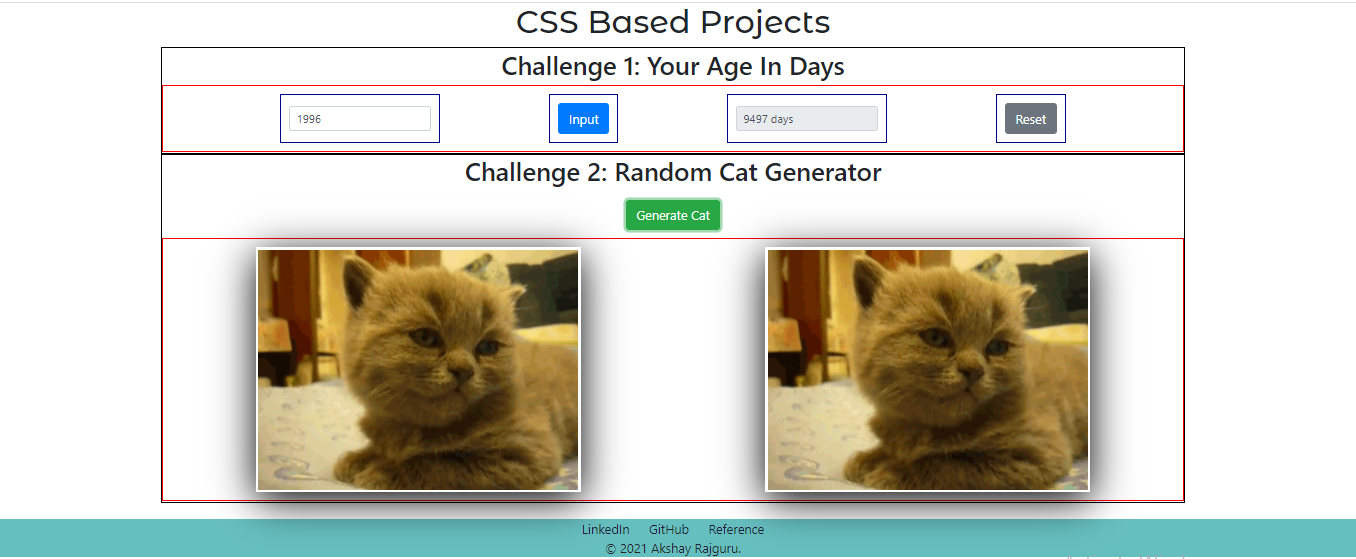 CSS Based Projects
Challenge 1: Your Age In Days
1996 Input 9497 days Reset
Challenge 2: Random Cat Generator
Generate Cat
LinkedIn GitHub Reference
© 2021 Akshay Rajguru.